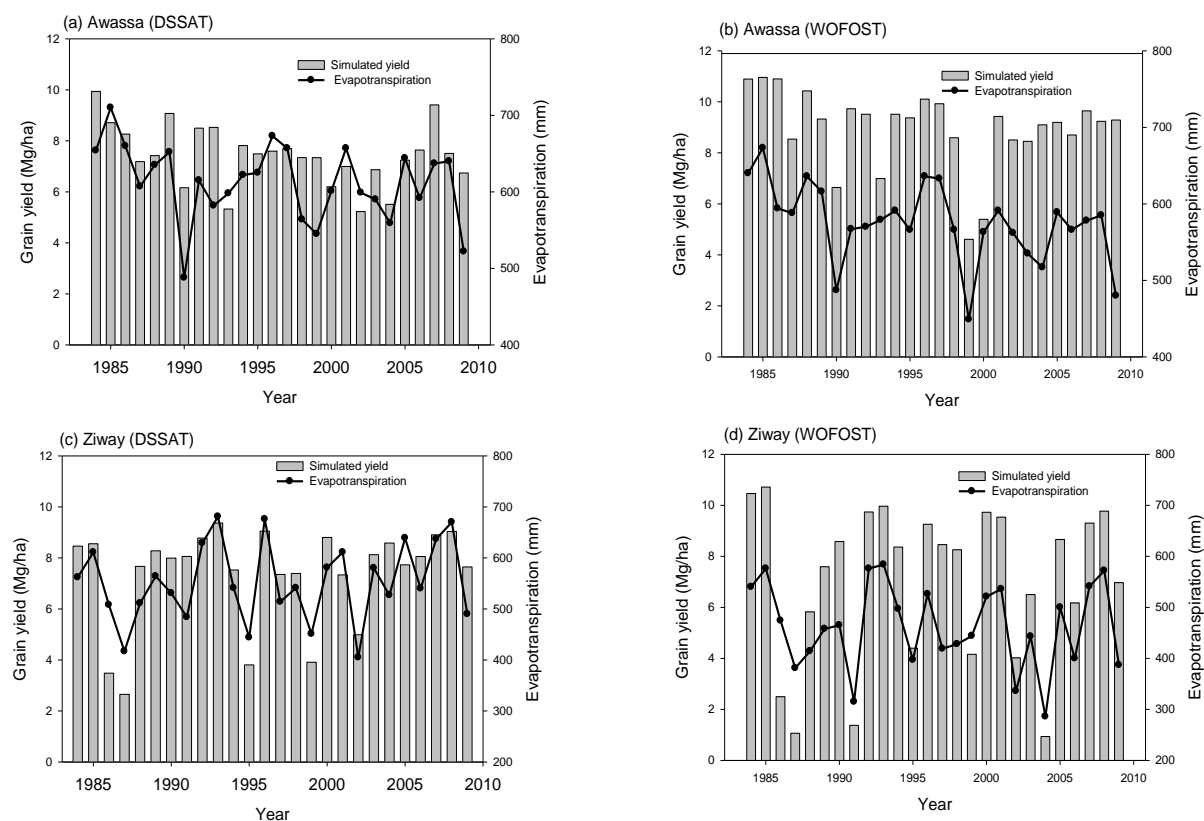 (a) Awassa (DSSAT)
12
10
8
6
4
2
0
Grain yield (Mg/ha)
Simulated yield
Evapotranspiration
800
700
600
500
400
Evapotranspiration (mm)
1985 1990 1995 2000 2005 2010
Year
(b) Awassa (WOFOST)
12
10
8
6
4
2
0
Grain yield (Mg/ha)
Simulated yield
Evapotranspiration
800
700
600
500
400
Evapotranspiration (mm)
1985 1990 1995 2000 2005 2010
Year
(c) Ziway (DSSAT)
12
10
8
6
4
2
0
Grain yield (Mg/ha)
Simulated yield
Evapotranspiration
800
700
600
500
400
300
200
Evapotranspiration (mm)
1985 1990 1995 2000 2005 2010
Year
(d) Ziway (WOFOST)
12
10
8
6
4
2
0
Grain yield (Mg/ha)
Simulated yield
Evapotranspiration
800
700
600
500
400
300
200
Evapotranspiration (mm)
1985 1990 1995 2000 2005 2010
Year